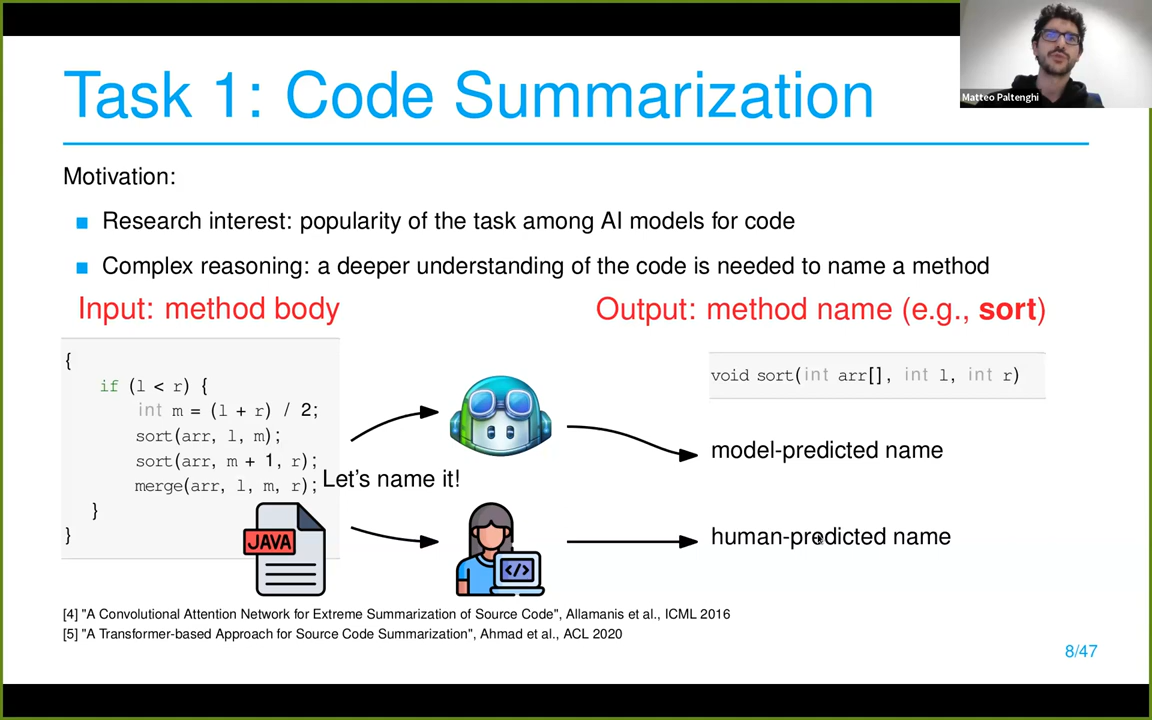 Task 1: Code Summarization
Matteo Paltenghi
Motivation:
Research interest: popularity of the task among AI models for code
Complex reasoning: a deeper understanding of the code is needed to name a method
Input: method body
Output: method name (e.g., sort)
{
if (l < r) {
int m = (l + r) / 2;
sort(arr, l, m);
sort(arr, m + 1, r);
merge(arr, l, m, r);
}
}
JAVA
Let's name it!
</>
void sort(int arr[], int l, int r)
model-predicted name
human-predicted name
[4] "A Convolutional Attention Network for Extreme Summarization of Source Code", Allamanis et al., ICML 2016
[5] "A Transformer-based Approach for Source Code Summarization", Ahmad et al., ACL 2020
8/47